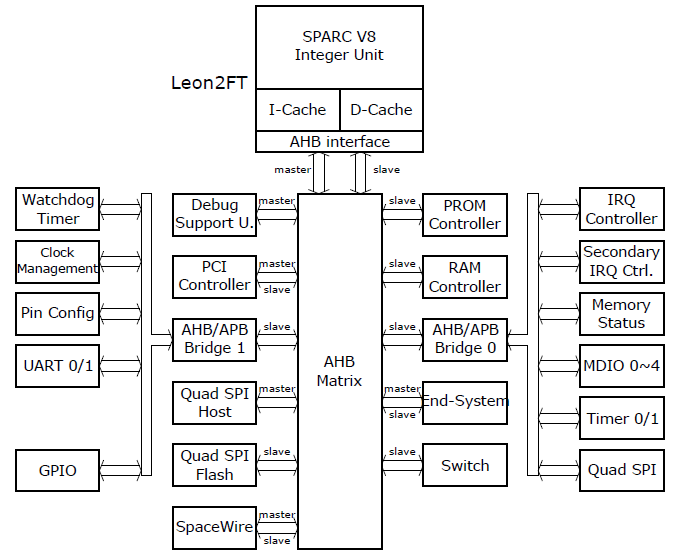 SPARC V8
Integer Unit
Leon2FT
I-Cache
D-Cache
AHB interface
master
slave
Watchdog
Timer
Clock
Management
Pin Config
UART 0/1
GPIO
Debug
Support U.
master
PCI
Controller
master
slave
AHB/APB
Bridge 1
slave
Quad SPI
Host
master
Quad SPI
Flash
slave
SpaceWire
master
slave
AHB
Matrix
slave
PROM
Controller
slave
RAM
Controller
slave
AHB/APB
Bridge 0
master
slave
End-System
slave
Switch
IRQ
Controller
Secondary
IRQ Ctrl.
Memory
Status
MDIO 0~4
Timer 0/1
Quad SPI